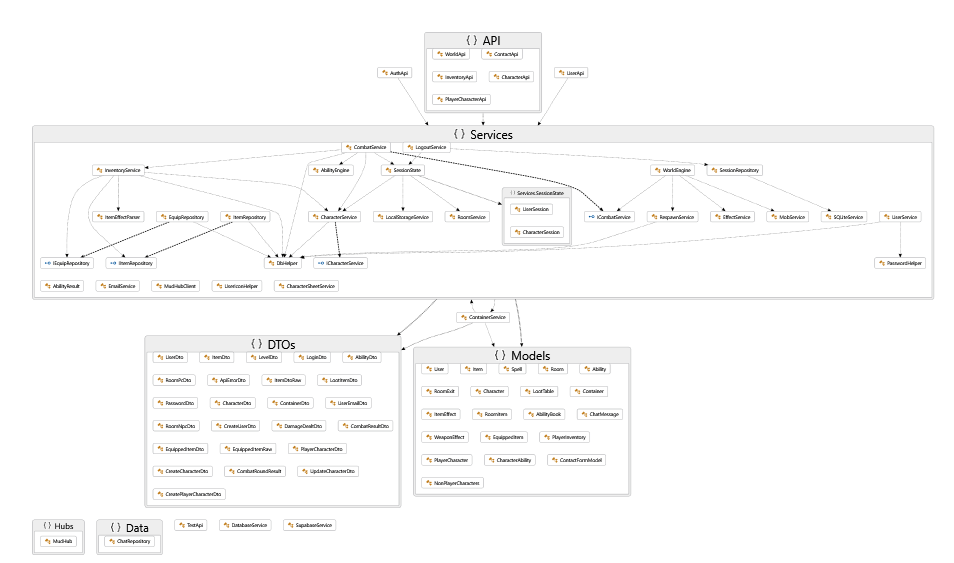 { } API
WorldApi ContactApi
AuthApi UserApi
InventoryApi CharacterApi
PlayerCharacterApi
{ } Services
CombatService LogoutService
InventoryService AbilityEngine SessionState WorldEngine SessionRepository
{ } Services.SessionState
UserSession
ItemEffectParser EquipRepository ItemRepository CharacterService LocalStorageService RoomService ICombatService RespawnService EffectService MobService SQLiteService UserService
CharacterSession
IEquipRepository IItemRepository DbHelper ICharacterService PasswordHelper
AbilityResult EmailService MudHubClient UserIconHelper CharacterSheetService
ContainerService
{ } DTOs
UserDto ItemDto LevelDto LoginDto AbilityDto
RoomPcDto ApiErrorDto ItemDtoRaw LootItemDto
PasswordDto CharacterDto ContainerDto UserEmailDto
RoomNpcDto CreateUserDto DamageDealtDto CombatResultDto
EquippedItemDto EquippedItemRaw PlayerCharacterDto
CreateCharacterDto CombatRoundResult UpdateCharacterDto
CreatePlayerCharacterDto
{ } Models
User Item Spell Room Ability
RoomExit Character LootTable Container
ItemEffect RoomItem AbilityBook ChatMessage
WeaponEffect EquippedItem PlayerInventory
PlayerCharacter CharacterAbility ContactFormModel
NonPlayerCharacters
{ } Hubs
MudHub
{ } Data
ChatRepository
TestApi DatabaseService SupabaseService